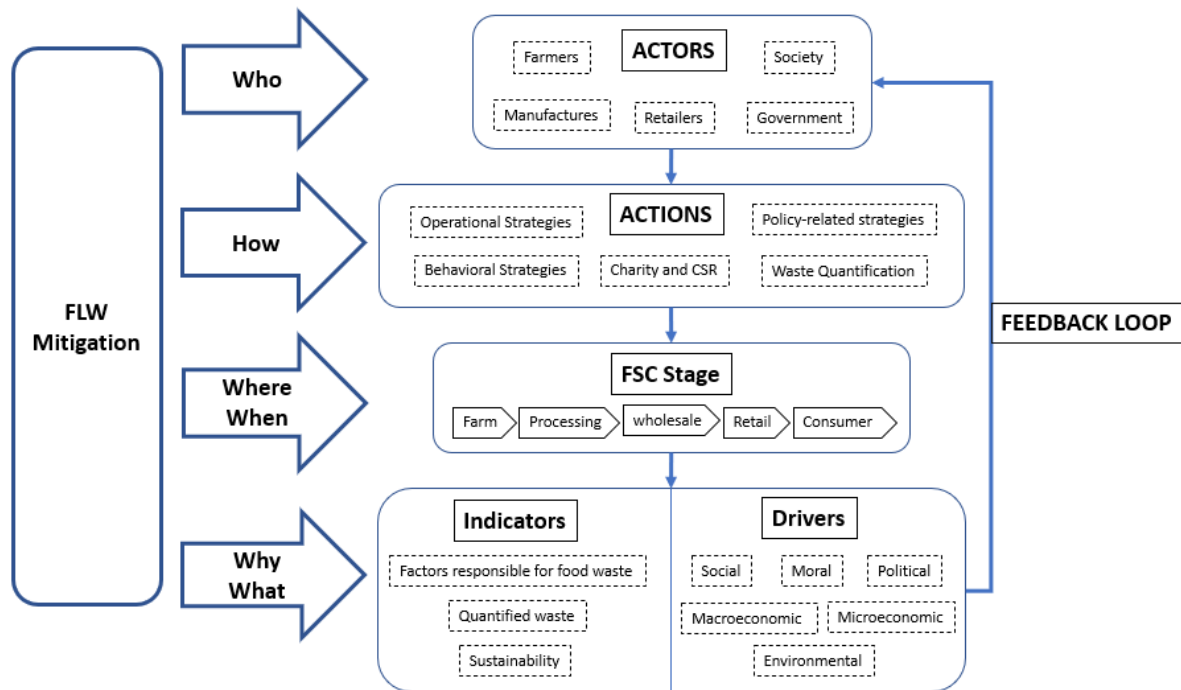 FLW
Mitigation
Who
ACTORS
Farmers
Society
Manufactures
Retailers
Government
How
ACTIONS
Operational Strategies
Policy-related strategies
Behavioral Strategies
Charity and CSR
Waste Quantification
Where
When
FSC Stage
Farm
Processing
wholesale
Retail
Consumer
Why
What
Indicators
Factors responsible for food waste
Quantified waste
Sustainability
Drivers
Social
Moral
Political
Macroeconomic
Microeconomic
Environmental
FEEDBACK LOOP